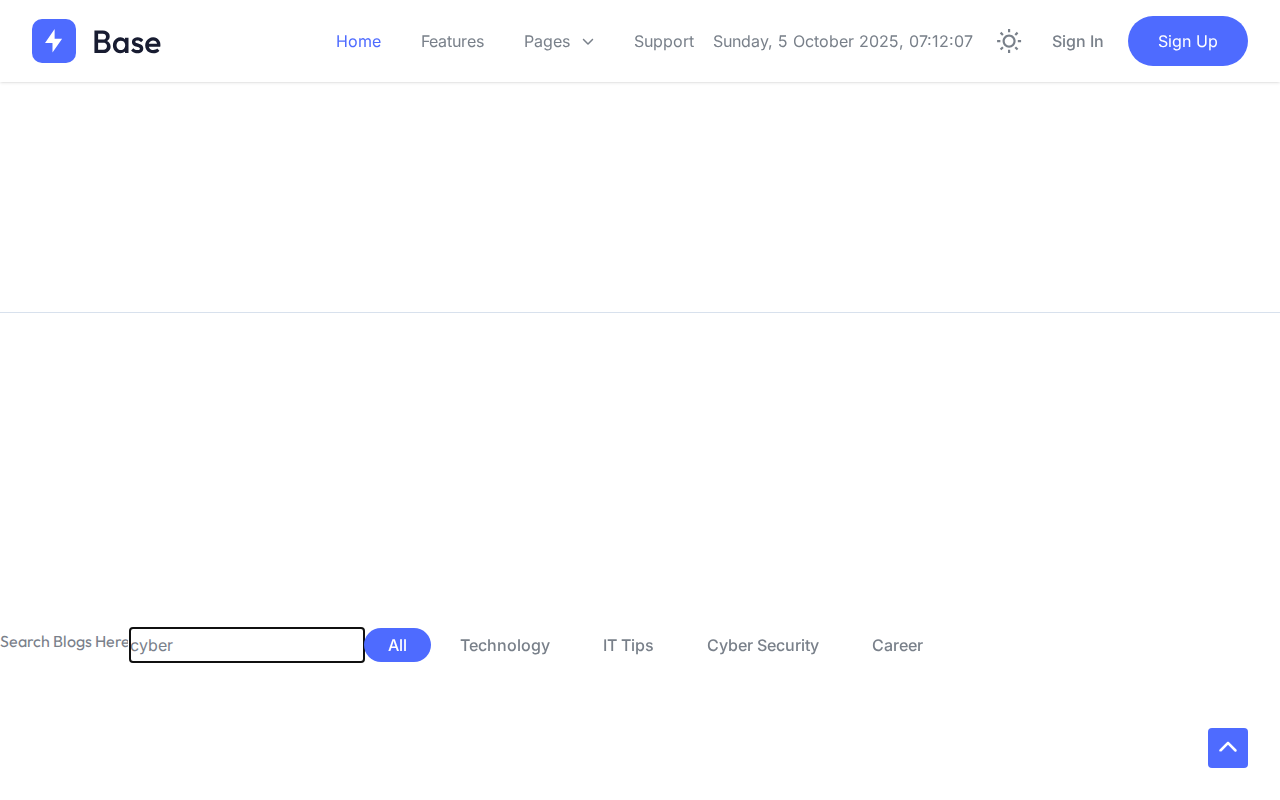 Base
Home Features Pages Support Sunday, 5 October 2025, 07:12:07 Sign In Sign Up
Search Blogs Here cyber All Technology IT Tips Cyber Security Career